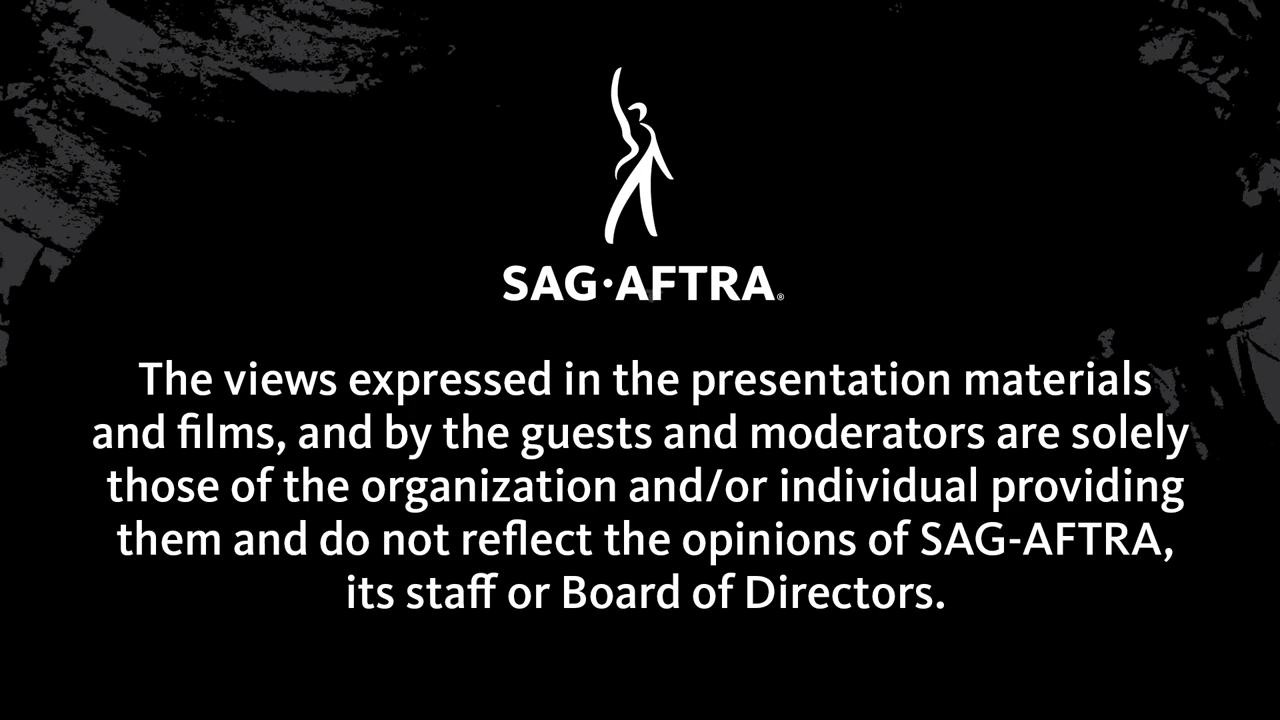 SAG·AFTRA®
The views expressed in the presentation materials
and films, and by the guests and moderators are solely
those of the organization and/or individual providing
them and do not reflect the opinions of SAG-AFTRA,
its staff or Board of Directors.